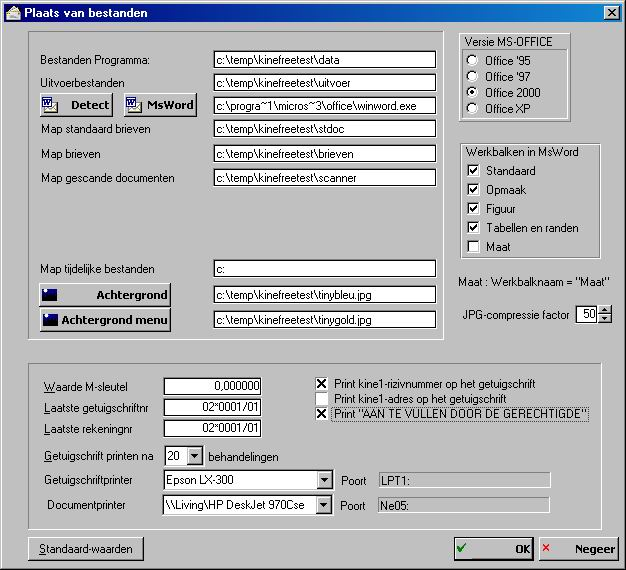 Plaats van bestanden
Bestanden Programma: c:\temp\kinefreetest\data
Uitvoerbestanden c:\temp\kinefreetest\uitvoer
Detect MsWord c:\progra~1\micros~3\office\winword.exe
Map standaard brieven c:\temp\kinefreetest\stdoc
Map brieven c:\temp\kinefreetest\brieven
Map gescande documenten c:\temp\kinefreetest\scanner
Map tijdelijke bestanden c:
Achtergrond c:\temp\kinefreetest\tinybleu.jpg
Achtergrond menu c:\temp\kinefreetest\tinygold.jpg
Versie MS-OFFICE
Office '95
Office '97
Office 2000
Office XP
Werkbalken in MsWord
Standaard
Opmaak
Figuur
Tabellen en randen
Maat
Maat : Werkbalknaam = "Maat"
JPG-compressie factor 50
Waarde M-sleutel 0,000000
Laatste getuigschriftnr 02*0001/01
Laatste rekeningnr 02*0001/01
Print kine1-rizivnummer op het getuigschrift
Print kine1-adres op het getuigschrift
Print "AAN TE VULLEN DOOR DE GERECHTIGDE"
Getuigschrift printen na 20 behandelingen
Getuigschriftprinter Epson LX-300 Poort LPT1:
Documentprinter \\Living\HP DeskJet 970Cse Poort Ne05:
Standaard-waarden OK Negeer